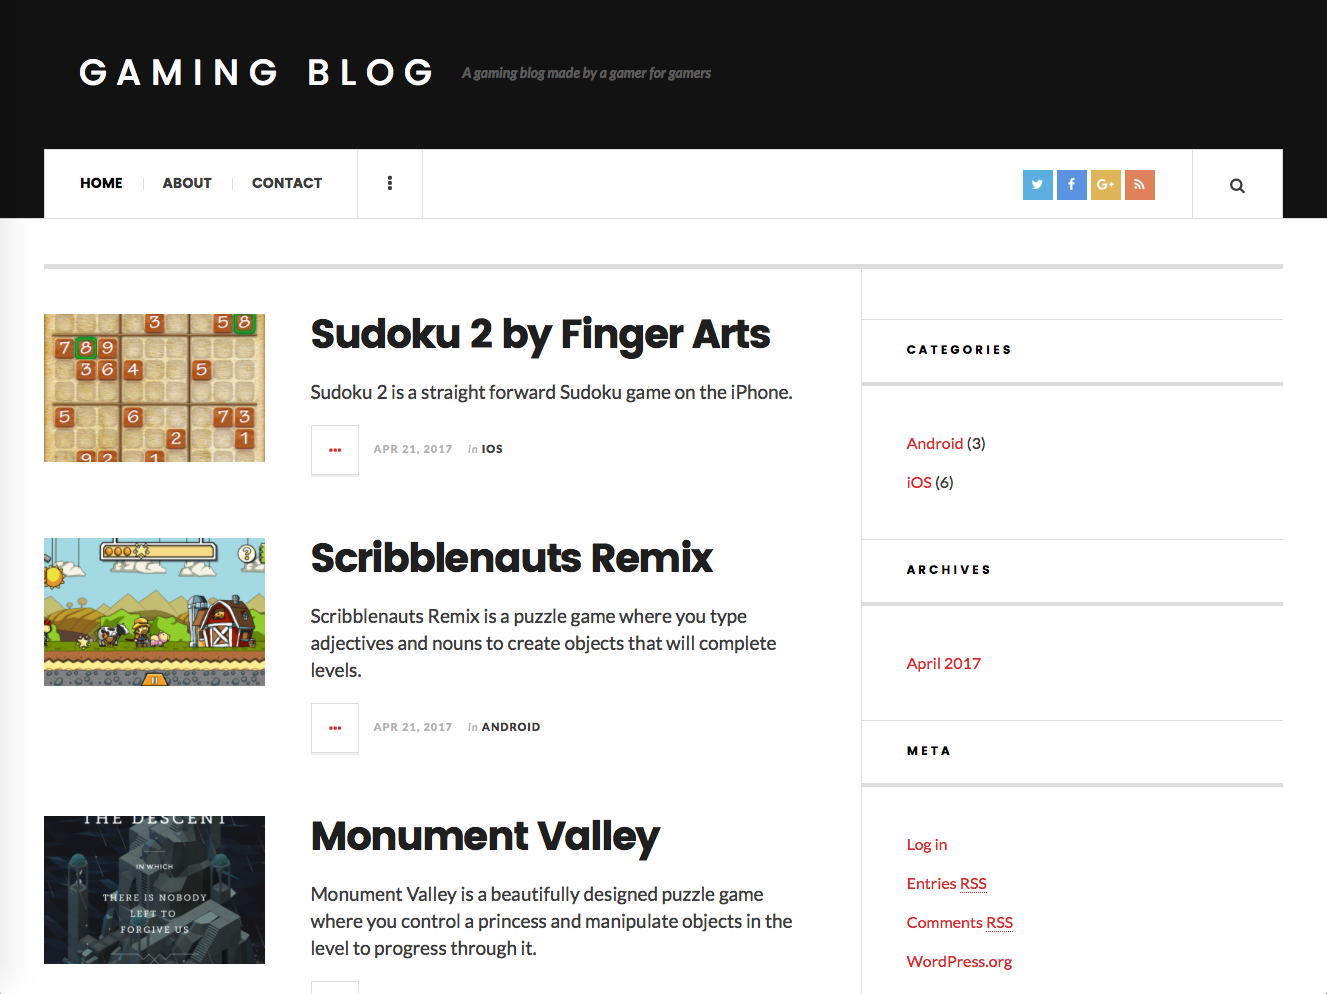 GAMING BLOG
A gaming blog made by a gamer for gamers
HOME
ABOUT
CONTACT
G+
3 5 8
7 8 9
3 6 4 5
5 6 7 3
2 1
9 2 1
Sudoku 2 by Finger Arts
Sudoku 2 is a straight forward Sudoku game on the iPhone.
APR 21, 2017 in IOS
?
Scribblenauts Remix
Scribblenauts Remix is a puzzle game where you type
adjectives and nouns to create objects that will complete
levels.
APR 21, 2017 in ANDROID
THE DESCENT
IN WHICH
THERE IS NOBODY
LEFT TO
FORGIVE US
Monument Valley
Monument Valley is a beautifully designed puzzle game
where you control a princess and manipulate objects in the
level to progress through it.
CATEGORIES
Android (3)
iOS (6)
ARCHIVES
April 2017
META
Log in
Entries RSS
Comments RSS
WordPress.org